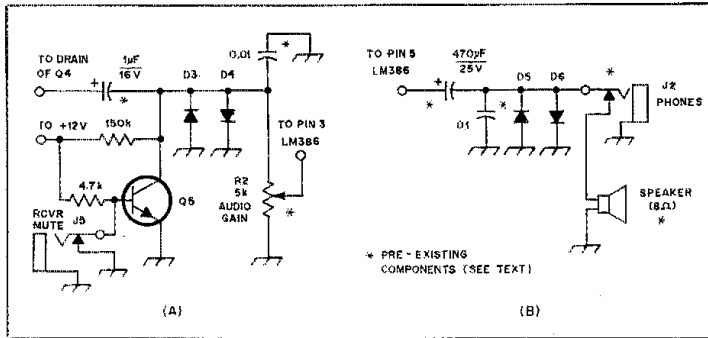 TO DRAIN
OF Q4
1µF
16V
+
*
D3
D4
0.01
*
TO +12V
150k
4.7k
Q5
RCVR
MUTE
J5
TO PIN 3
LM386
R2
5k
AUDIO
GAIN
*
(A)
TO PIN 5
LM386
470µF
25V
+
*
01
*
D5
D6
*
J2
PHONES
SPEAKER
(8Ω)
*
* PRE-EXISTING
COMPONENTS (SEE TEXT)
(B)